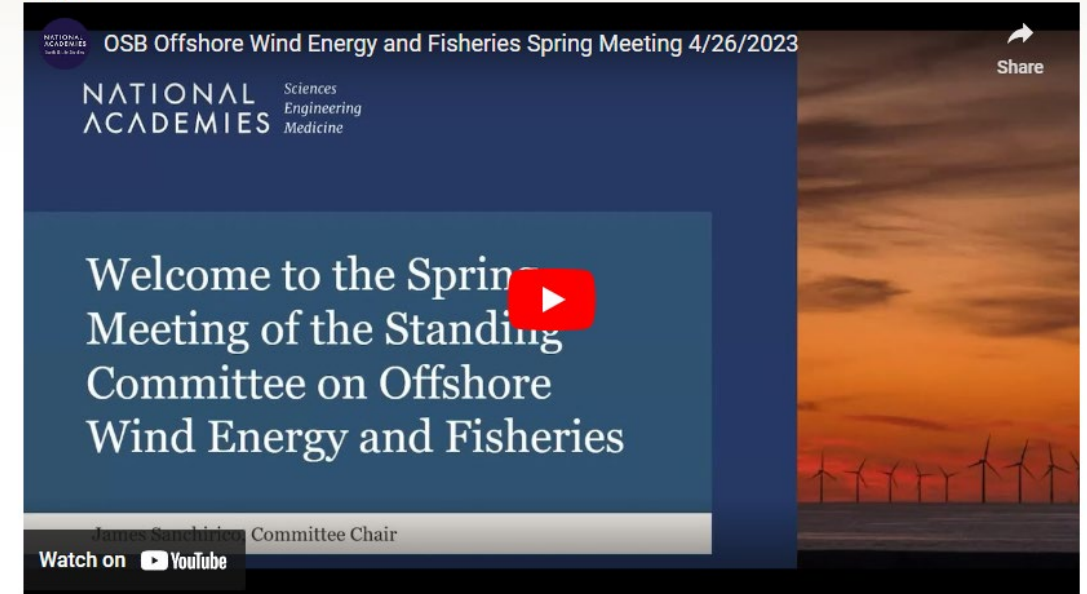 OSB Offshore Wind Energy and Fisheries Spring Meeting 4/26/2023
Share
NATIONAL ACADEMIES
NATIONAL
ACADEMIES
Sciences
Engineering
Medicine
Welcome to the Spring
Meeting of the Standing
Committee on Offshore
Wind Energy and Fisheries
James Sanchirico, Committee Chair
Watch on YouTube